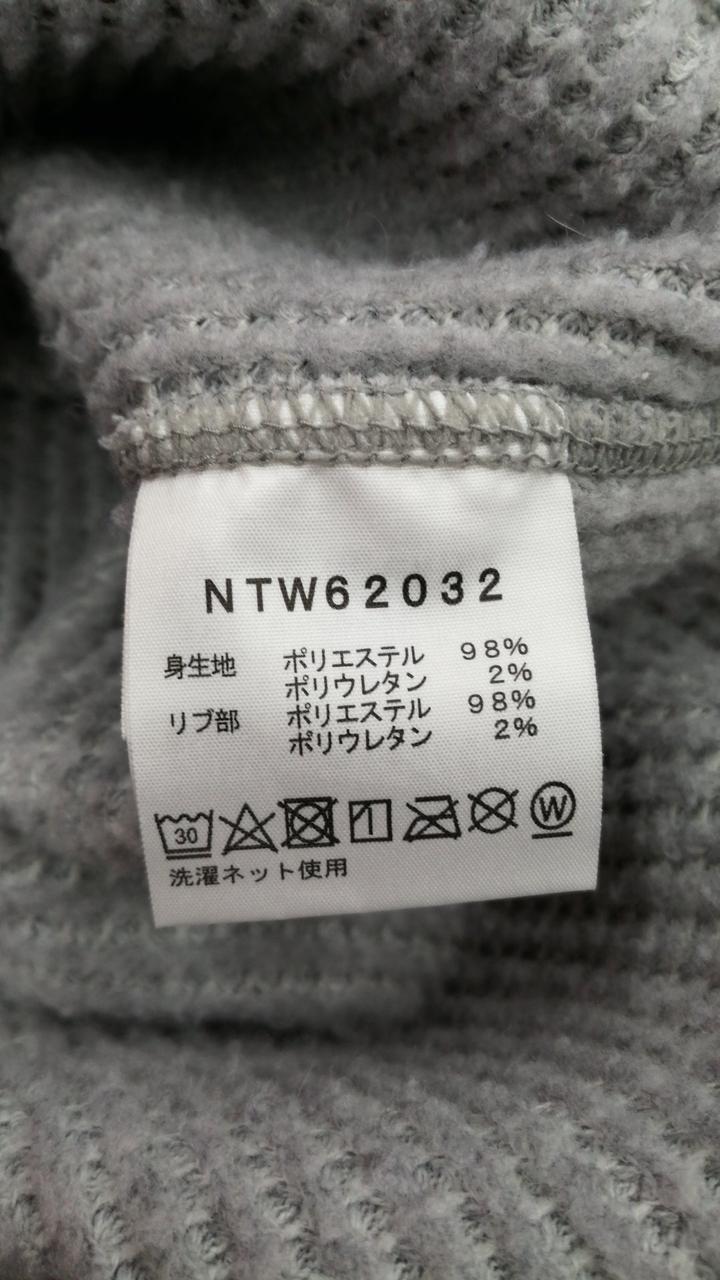 NTW62032
身生地 ポリエステル 98%
ポリウレタン 2%
リブ部 ポリエステル 98%
ポリウレタン 2%
30 W
洗濯ネット使用